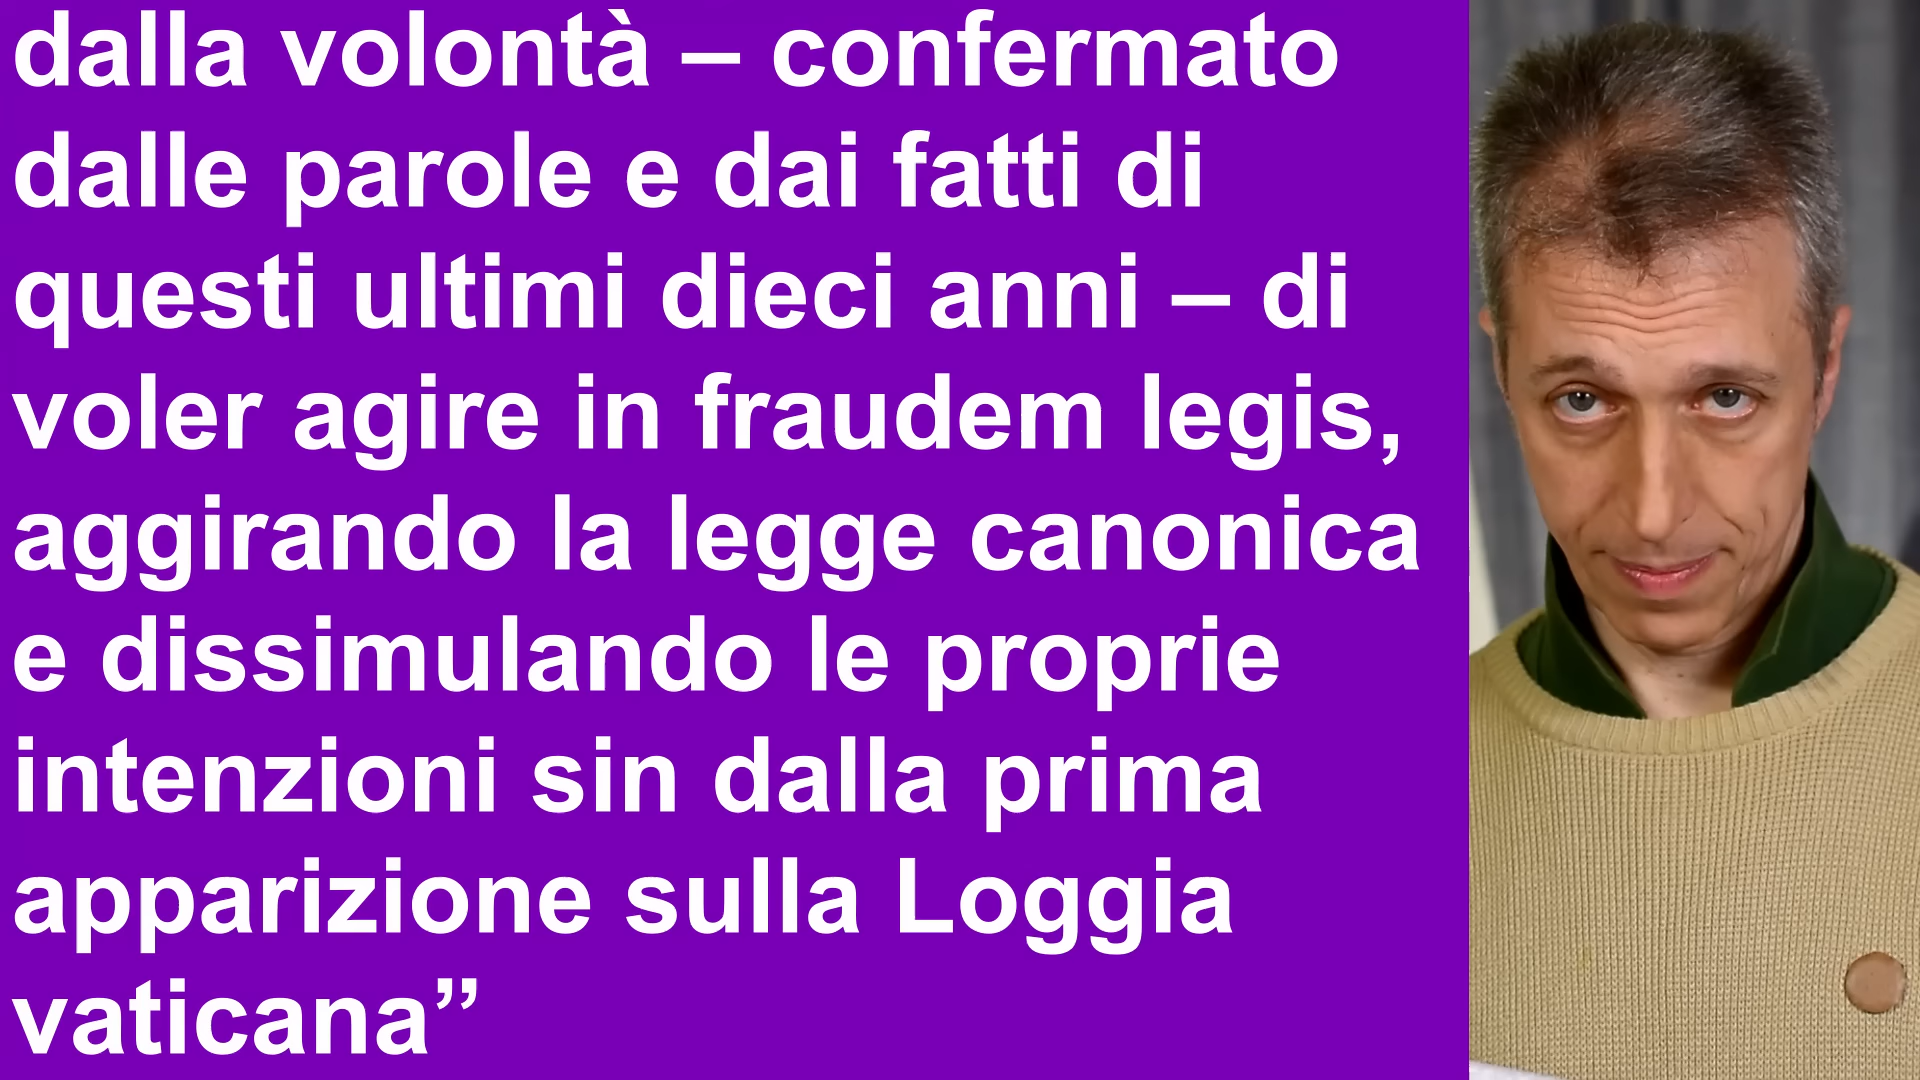 dalla volontà – confermato
dalle parole e dai fatti di
questi ultimi dieci anni – di
voler agire in fraudem legis,
aggirando la legge canonica
e dissimulando le proprie
intenzioni sin dalla prima
apparizione sulla Loggia
vaticana”